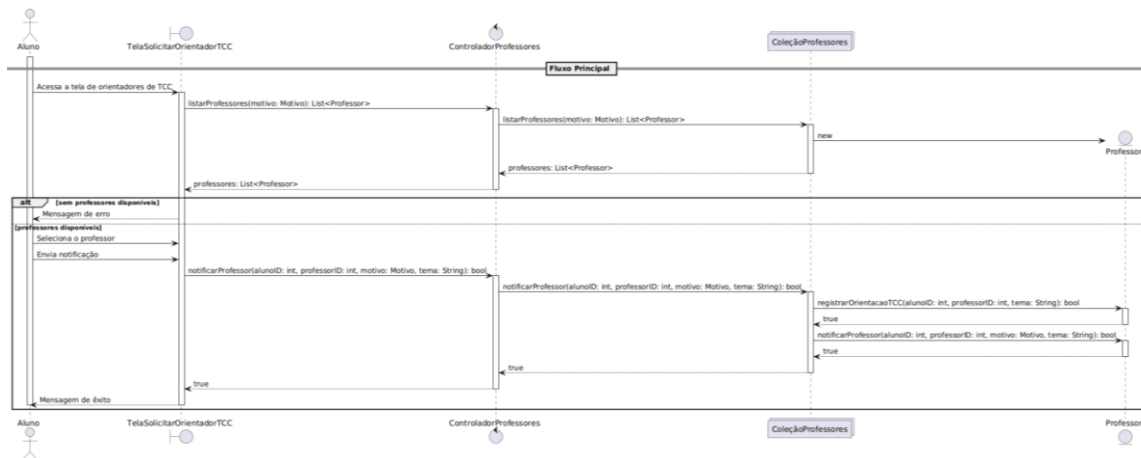 Aluno
TelaSolicitarOrientadorTCC
ControladorProfessores
ColeçãoProfessores
Fluxo Principal
Acessa a tela de orientadores de TCC
listarProfessores(motivo: Motivo): List<Professor>
listarProfessores(motivo: Motivo): List<Professor>
new
Professor
professores: List<Professor>
professores: List<Professor>
alt [sem professores disponíveis]
Mensagem de erro
[professores disponíveis]
Seleciona o professor
Envia notificação
notificarProfessor(alunoID: int, professorID: int, motivo: Motivo, tema: String): bool
notificarProfessor(alunoID: int, professorID: int, motivo: Motivo, tema: String): bool
registrarOrientacaoTCC(alunoID: int, professorID: int, tema: String): bool
true
notificarProfessor(alunoID: int, professorID: int, motivo: Motivo, tema: String): bool
true
true
true
Mensagem de êxito
Aluno
TelaSolicitarOrientadorTCC
ControladorProfessores
ColeçãoProfessores
Professor